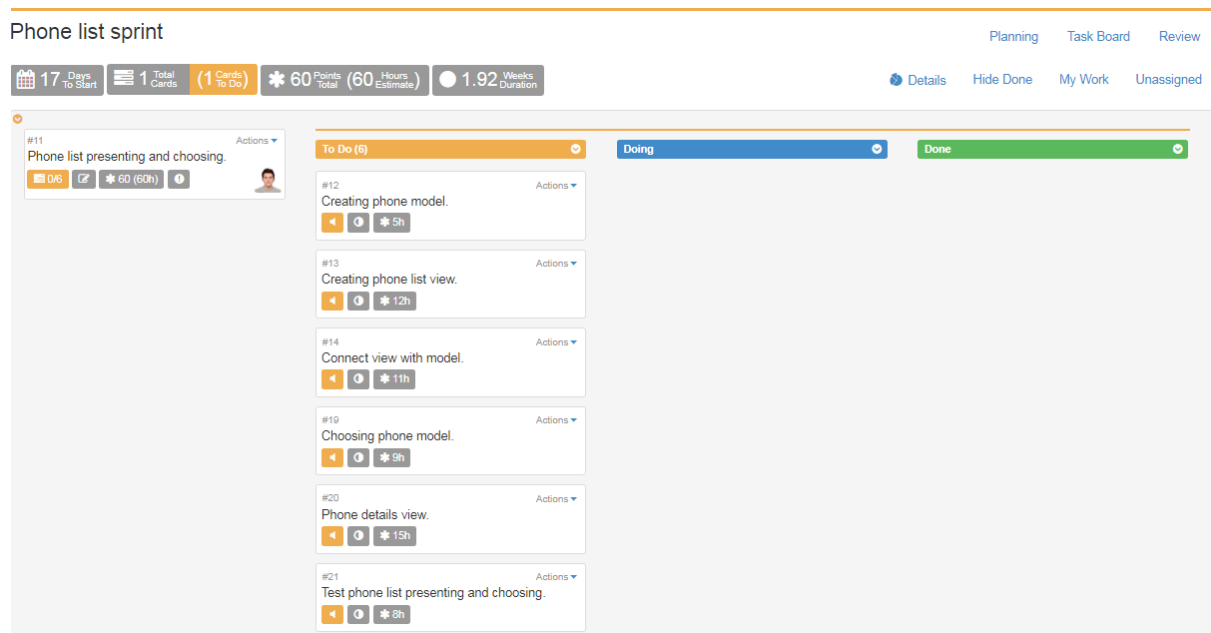 Phone list sprint
Planning Task Board Review
17 Days To Start 1 Total Cards (1 Cards To Do) 60 Points Total (60 Hours Estimate) 1.92 Weeks Duration
Details Hide Done My Work Unassigned
#11 Actions
Phone list presenting and choosing.
0/6 60 (60h)
To Do (6) Doing Done
#12 Actions
Creating phone model.
5h
#13 Actions
Creating phone list view.
12h
#14 Actions
Connect view with model.
11h
#19 Actions
Choosing phone model.
9h
#20 Actions
Phone details view.
15h
#21 Actions
Test phone list presenting and choosing.
8h